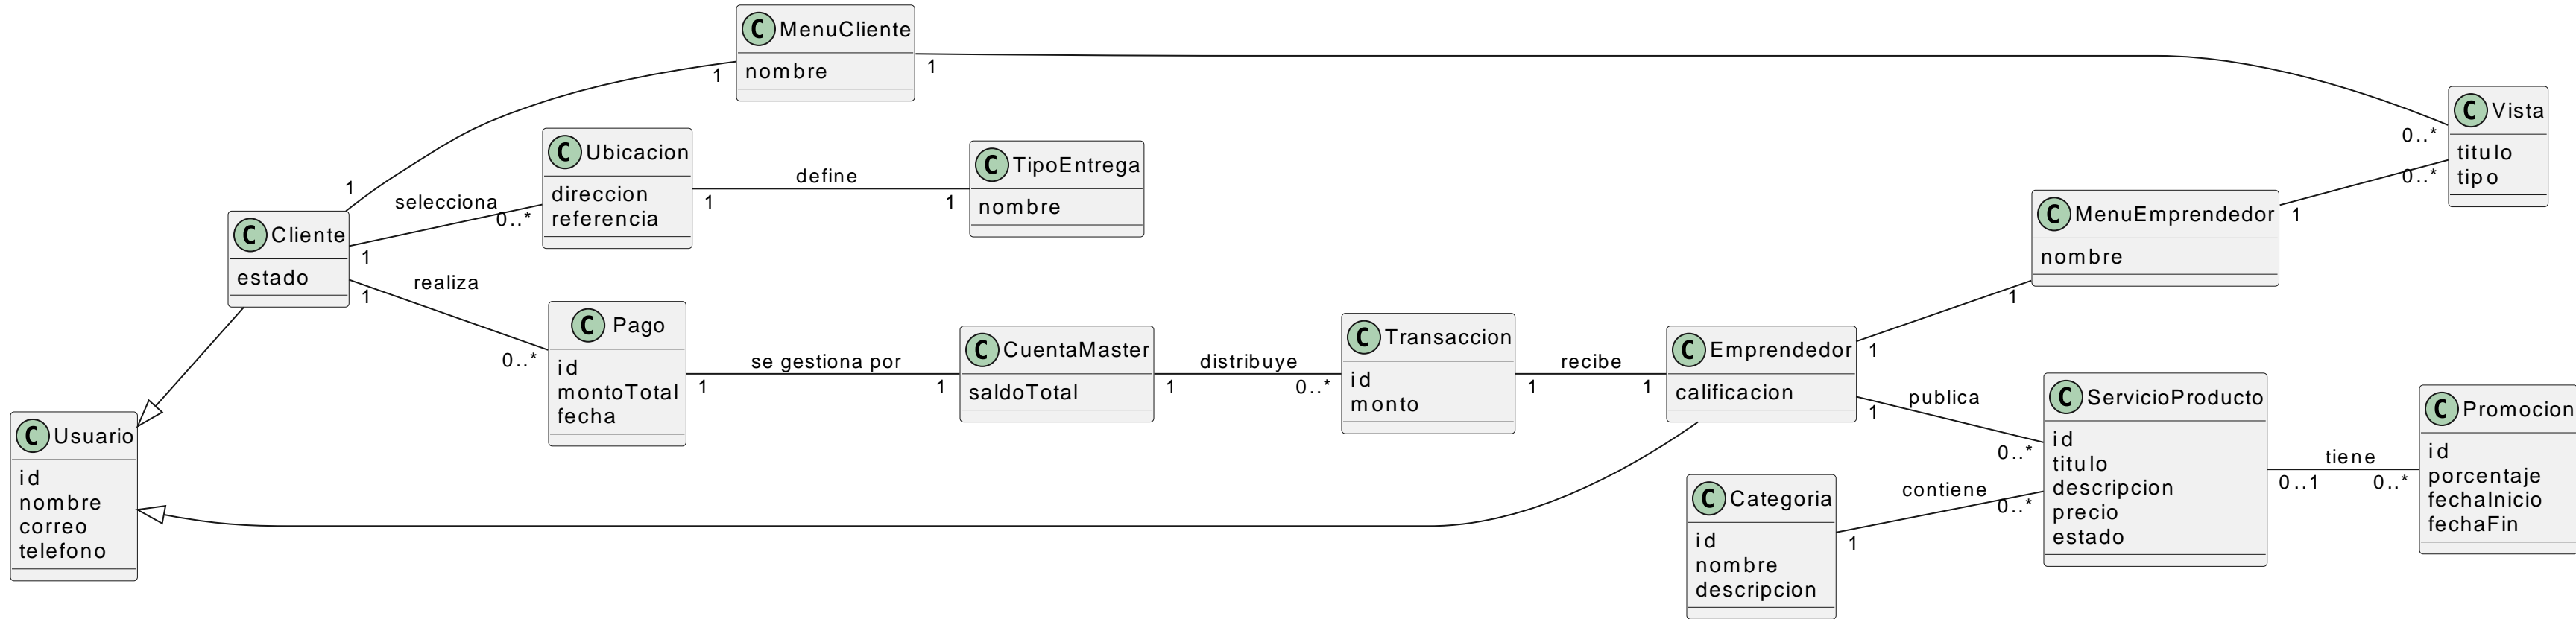 C MenuCliente
nombre
1
1
1
1
C Vista
titulo
tipo
0..*
0..*
C Ubicacion
direccion
referencia
selecciona
1
0..*
define
1
1
C TipoEntrega
nombre
C MenuEmprendedor
nombre
1
1
1
C Cliente
estado
realiza
1
0..*
C Pago
id
montoTotal
fecha
se gestiona por
1
1
C CuentaMaster
saldoTotal
distribuye
1
0..*
C Transaccion
id
monto
recibe
1
1
C Emprendedor
calificacion
publica
1
0..*
C ServicioProducto
id
titulo
descripcion
precio
estado
tiene
0..1
0..*
C Promocion
id
porcentaje
fechaInicio
fechaFin
C Usuario
id
nombre
correo
telefono
C Categoria
id
nombre
descripcion
contiene
1
0..*